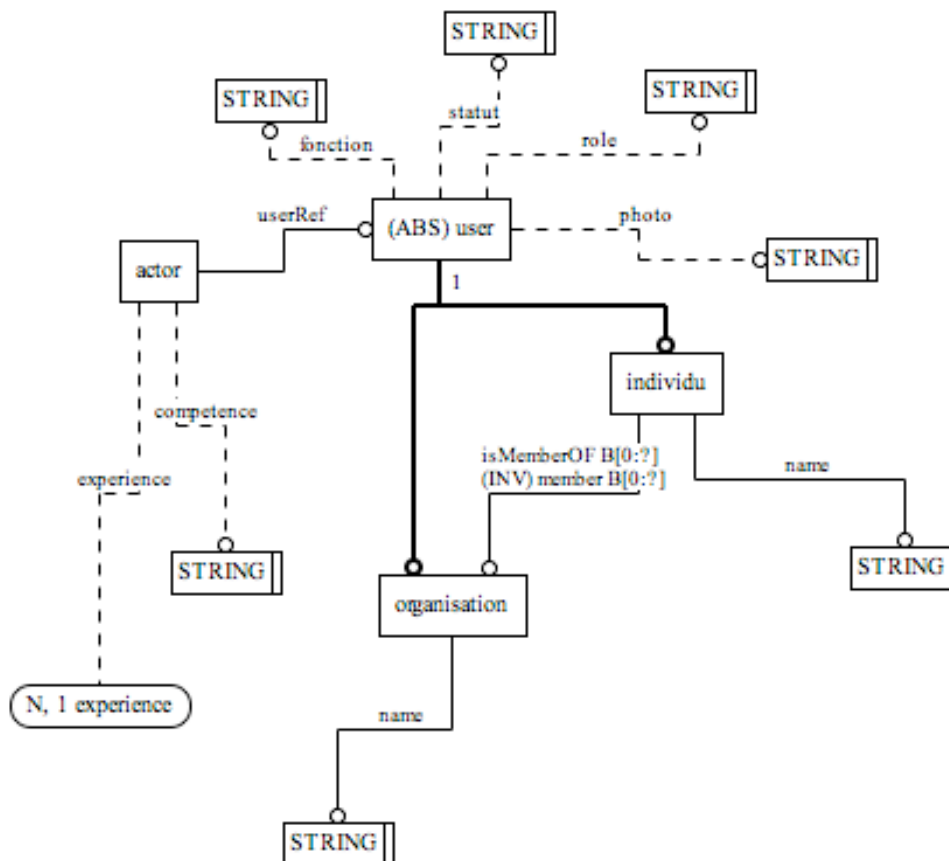 STRING
STRING
STRING
statut
fonction
role
userRef
(ABS) user
photo
STRING
actor
1
individu
competence
isMemberOF B[0:?]
(INV) member B[0:?]
name
experience
STRING
STRING
organisation
N, 1 experience
name
STRING